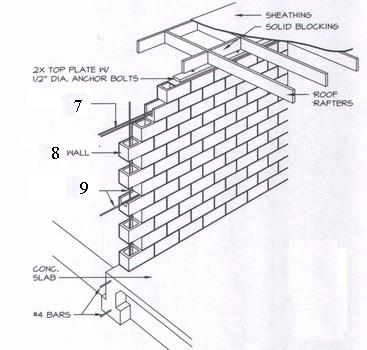 SHEATHING
SOLID BLOCKING
2X TOP PLATE W/
1/2" DIA. ANCHOR BOLTS
7
ROOF
RAFTERS
8 WALL
9
CONC.
SLAB
#4 BARS